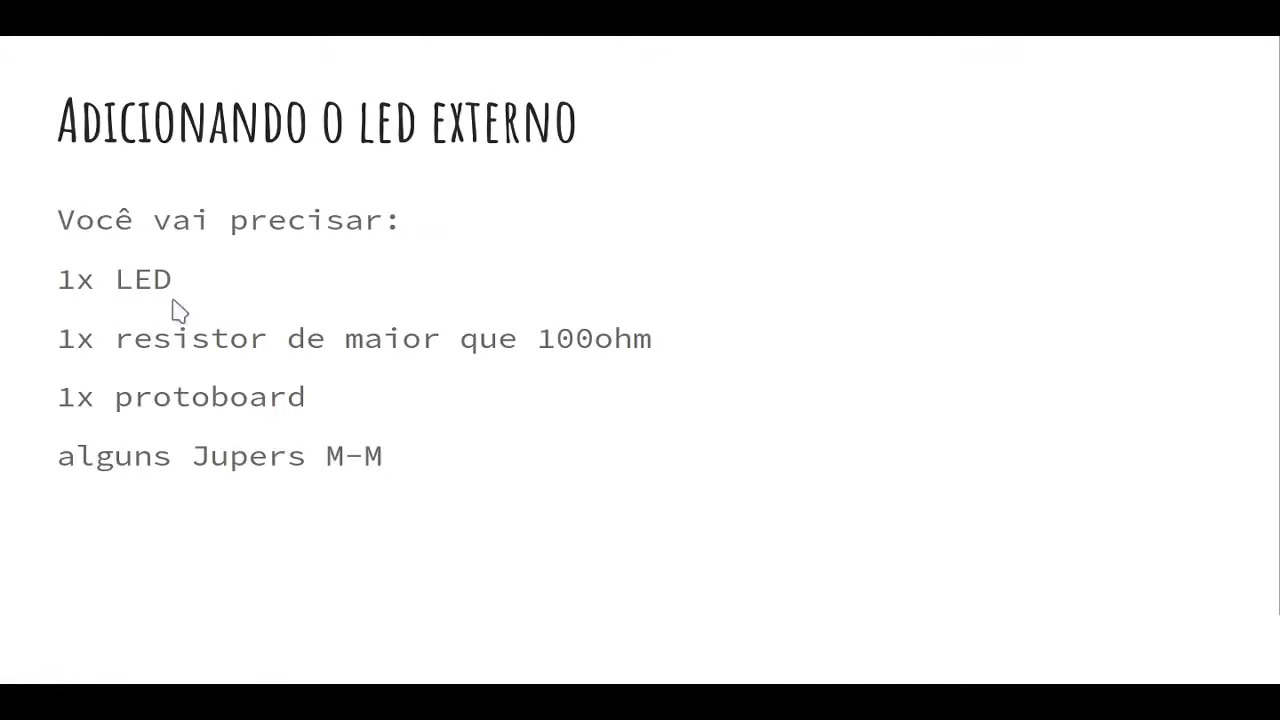 Adicionando o led externo
Você vai precisar:
1x LED
1x resistor de maior que 100ohm
1x protoboard
alguns Jupers M-M